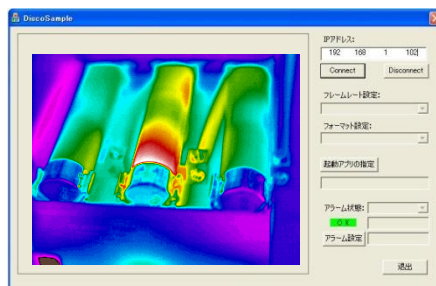 DiscoSample
IPアドレス:
192 168 1 102
Connect Disconnect
フレームレート設定:
フォーマット設定:
起動アプリの指定
アラーム状態:
OK
アラーム設定
退出